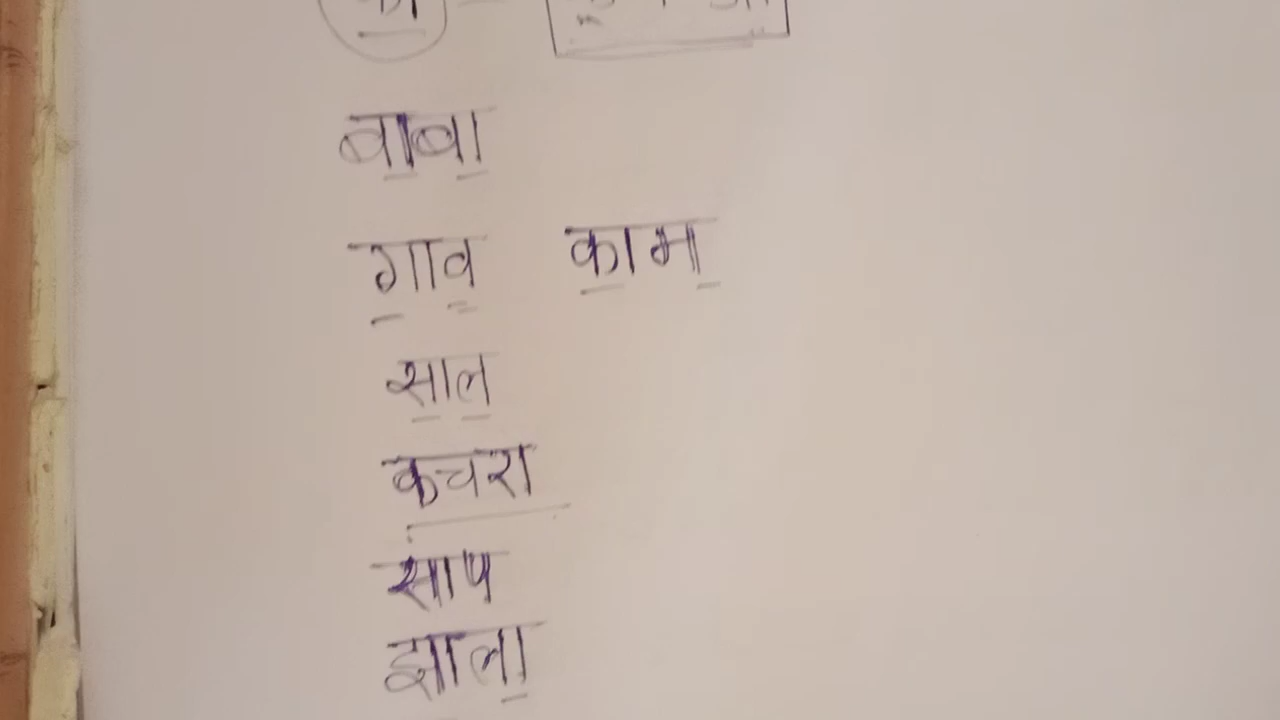 बाबा
गाव काम
साल
कचरा
सांप
झाला